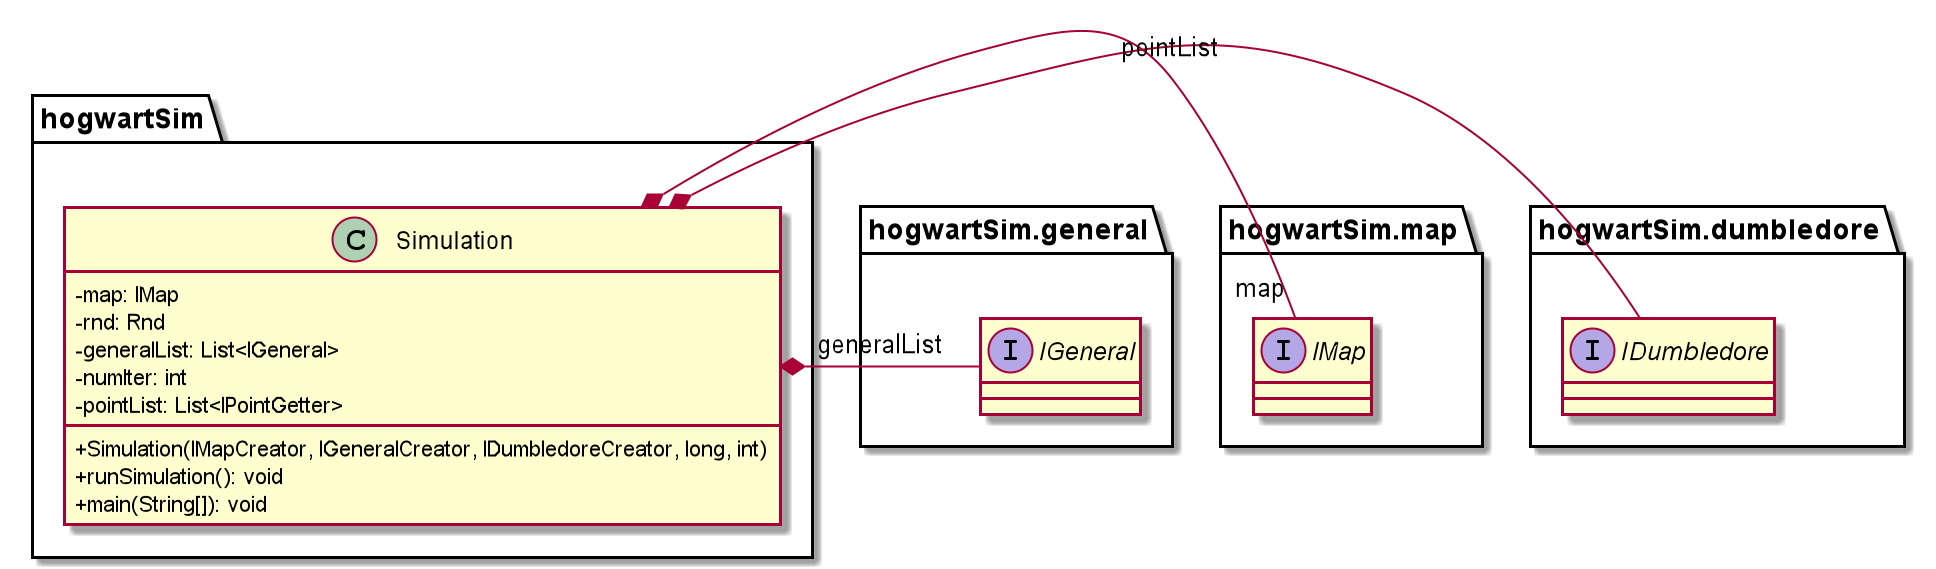 pointList
hogwartSim
C Simulation
-map: IMap
-rnd: Rnd
-generalList: List<IGeneral>
-numIter: int
-pointList: List<IPointGetter>
+Simulation(IMapCreator, IGeneralCreator, IDumbledoreCreator, long, int)
+runSimulation(): void
+main(String[]): void
generalList
hogwartSim.general
I IGeneral
hogwartSim.map
map
I IMap
hogwartSim.dumbledore
I IDumbledore